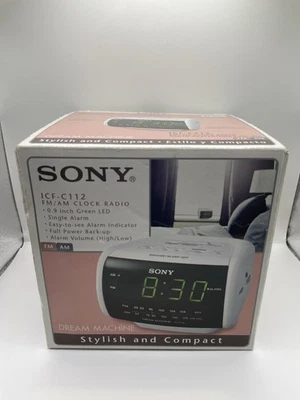 Stylish and Compact • Estilo y Compacto
SONY®
ICF-C112
FM/AM CLOCK RADIO
• 0.9 inch Green LED
• Single Alarm
• Easy-to-see Alarm Indicator
• Full Power Back-up
• Alarm Volume (High/Low)
FM AM
SONY
8:30
DREAM MACHINE
Stylish and Compact